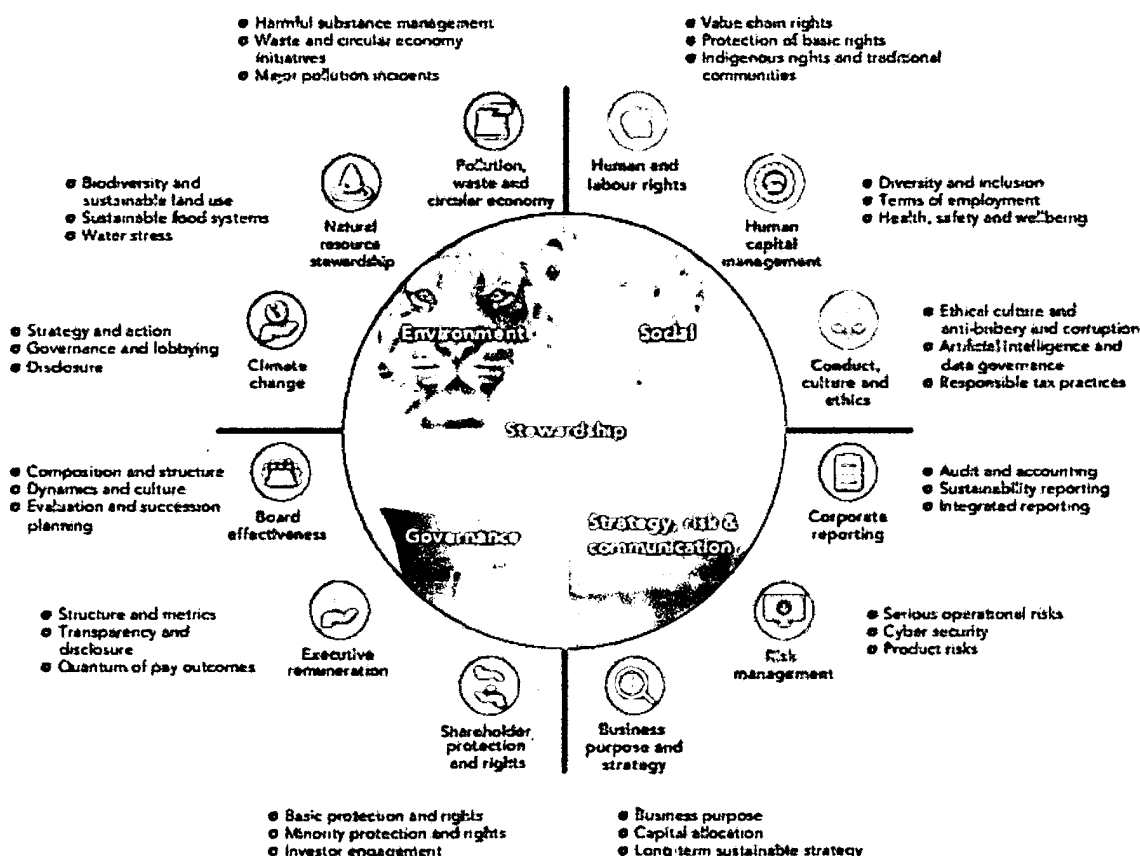 ● Harmful substance management
● Waste and circular economy
initiatives
● Major pollution incidents
● Value chain rights
● Protection of basic rights
● Indigenous rights and traditional
communities
Pollution,
waste and
circular economy
Human and
labour rights
● Biodiversity and
sustainable land use
● Sustainable food systems
● Water stress
Natural
resource
stewardship
Human
capital
management
● Diversity and inclusion
● Terms of employment
● Health, safety and wellbeing
● Strategy and action
● Governance and lobbying
● Disclosure
Climate
change
Environment
Social
Conduct,
culture and
ethics
● Ethical culture and
anti-bribery and corruption
● Artificial intelligence and
data governance
● Responsible tax practices
Stewardship
● Composition and structure
● Dynamics and culture
● Evaluation and succession
planning
Board
effectiveness
Governance
Strategy, risk &
communication
Corporate
reporting
● Audit and accounting
● Sustainability reporting
● Integrated reporting
● Structure and metrics
● Transparency and
disclosure
● Quantum of pay outcomes
Executive
remuneration
Risk
management
● Serious operational risks
● Cyber security
● Product risks
Shareholder
protection
and rights
Business
purpose and
strategy
● Basic protection and rights
● Minority protection and rights
● Investor engagement
● Business purpose
● Capital allocation
● Long-term sustainable strategy